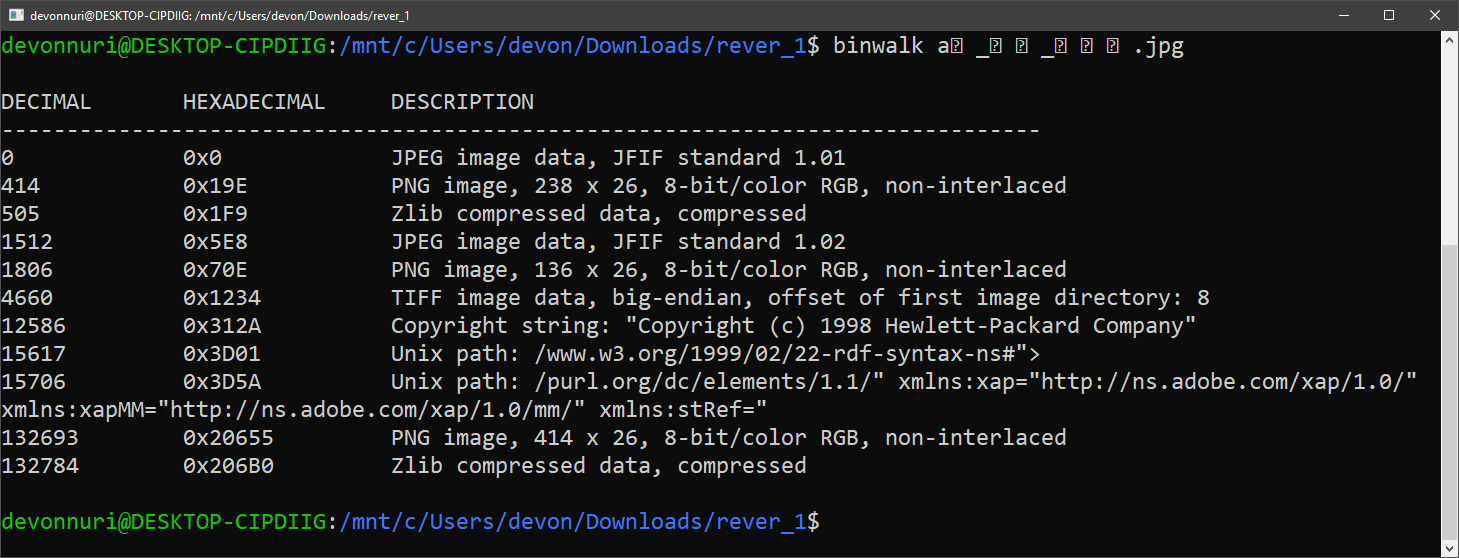 devonnuri@DESKTOP-CIPDIIG: /mnt/c/Users/devon/Downloads/rever_1
devonnuri@DESKTOP-CIPDIIG:/mnt/c/Users/devon/Downloads/rever_1$ binwalk a _ _ .jpg
DECIMAL HEXADECIMAL DESCRIPTION
--------------------------------------------------------------------------------
0 0x0 JPEG image data, JFIF standard 1.01
414 0x19E PNG image, 238 x 26, 8-bit/color RGB, non-interlaced
505 0x1F9 Zlib compressed data, compressed
1512 0x5E8 JPEG image data, JFIF standard 1.02
1806 0x70E PNG image, 136 x 26, 8-bit/color RGB, non-interlaced
4660 0x1234 TIFF image data, big-endian, offset of first image directory: 8
12586 0x312A Copyright string: "Copyright (c) 1998 Hewlett-Packard Company"
15617 0x3D01 Unix path: /www.w3.org/1999/02/22-rdf-syntax-ns#">
15706 0x3D5A Unix path: /purl.org/dc/elements/1.1/" xmlns:xap="http://ns.adobe.com/xap/1.0/"
xmlns:xapMM="http://ns.adobe.com/xap/1.0/mm/" xmlns:stRef="
132693 0x20655 PNG image, 414 x 26, 8-bit/color RGB, non-interlaced
132784 0x206B0 Zlib compressed data, compressed
devonnuri@DESKTOP-CIPDIIG:/mnt/c/Users/devon/Downloads/rever_1$